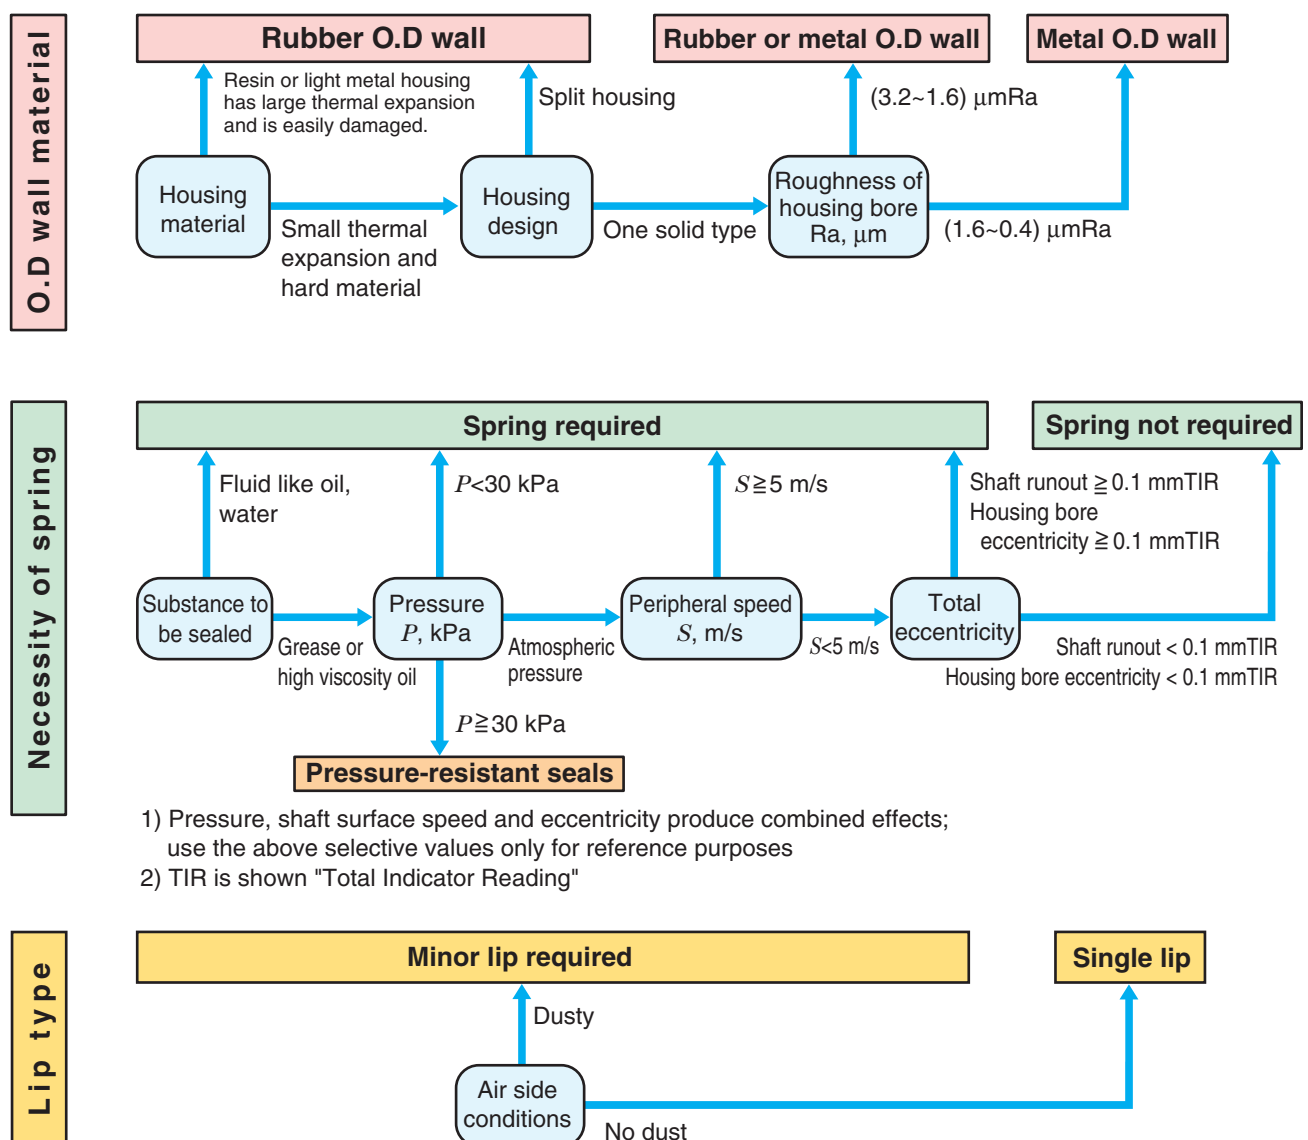 O.D wall material
Rubber O.D wall
Rubber or metal O.D wall
Metal O.D wall
Resin or light metal housing
has large thermal expansion
and is easily damaged.
Split housing
(3.2~1.6) μmRa
Housing
material
Housing
design
Roughness of
housing bore
Ra, μm
Small thermal
expansion and
hard material
One solid type
(1.6~0.4) μmRa
Necessity of spring
Spring required
Spring not required
Fluid like oil,
water
P<30 kPa
S≧5 m/s
Shaft runout ≧0.1 mmTIR
Housing bore
eccentricity ≧0.1 mmTIR
Substance to
be sealed
Pressure
P, kPa
Peripheral speed
S, m/s
Total
eccentricity
Grease or
high viscosity oil
Atmospheric
pressure
S<5 m/s
Shaft runout < 0.1 mmTIR
Housing bore eccentricity < 0.1 mmTIR
P≧30 kPa
Pressure-resistant seals
1) Pressure, shaft surface speed and eccentricity produce combined effects;
use the above selective values only for reference purposes
2) TIR is shown "Total Indicator Reading"
Lip type
Minor lip required
Single lip
Dusty
Air side
conditions
No dust